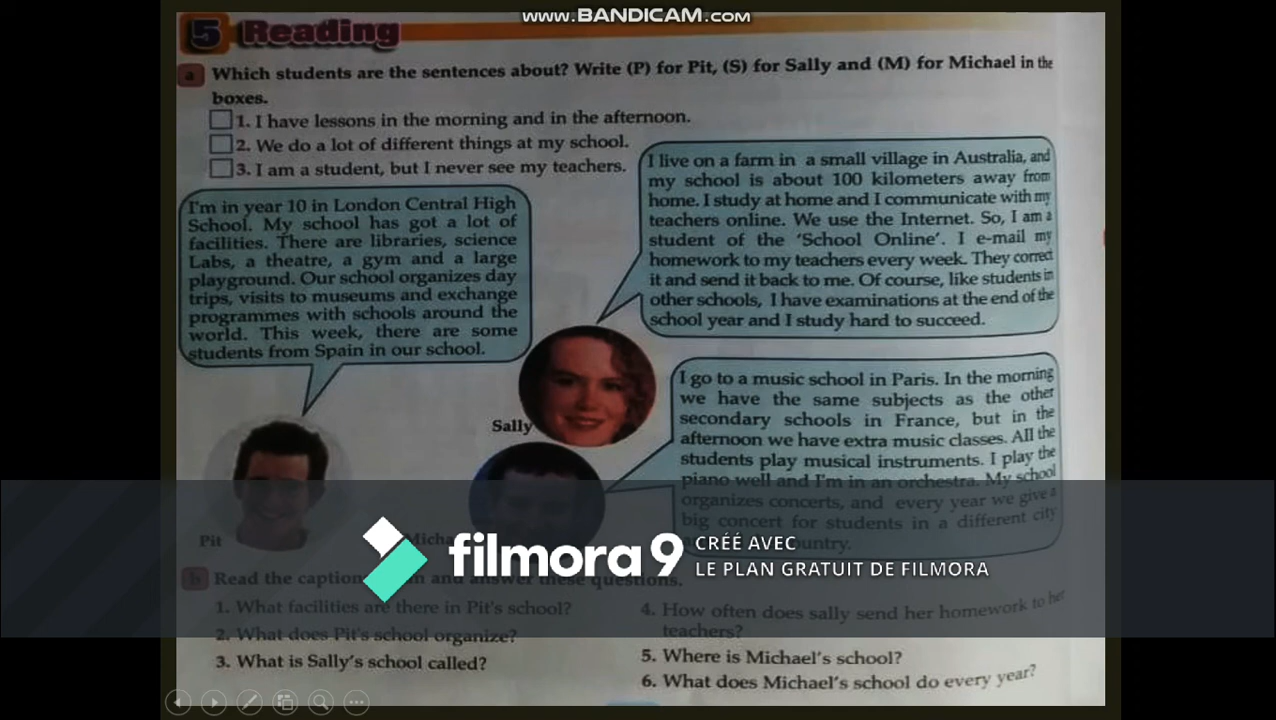 www.BANDICAM.com
5 Reading
a Which students are the sentences about? Write (P) for Pit, (S) for Sally and (M) for Michael in the
boxes.
1. I have lessons in the morning and in the afternoon.
2. We do a lot of different things at my school.
3. I am a student, but I never see my teachers.
I'm in year 10 in London Central High
School. My school has got a lot of
facilities. There are libraries, science
Labs, a theatre, a gym and a large
playground. Our school organizes day
trips, visits to museums and exchange
programmes with schools around the
world. This week, there are some
students from Spain in our school.
I live on a farm in a small village in Australia, and
my school is about 100 kilometers away from
home. I study at home and I communicate with my
teachers online. We use the Internet. So, I am a
student of the 'School Online'. I e-mail my
homework to my teachers every week. They correct
it and send it back to me. Of course, like students in
other schools, I have examinations at the end of the
school year and I study hard to succeed.
Sally
I go to a music school in Paris. In the morning
we have the same subjects as the other
secondary schools in France, but in the
afternoon we have extra music classes. All the
students play musical instruments. I play the
piano well and I'm in an orchestra. My school
organizes concerts, and every year we give a
big concert for students in a different city
country.
Pit
filmora 9
CRÉÉ AVEC
LE PLAN GRATUIT DE FILMORA
b Read the and answer these questions.
1. What facilities are there in Pit's school?
2. What does Pit's school organize?
3. What is Sally's school called?
4. How often does sally send her homework to her
teachers?
5. Where is Michael's school?
6. What does Michael's school do every year?